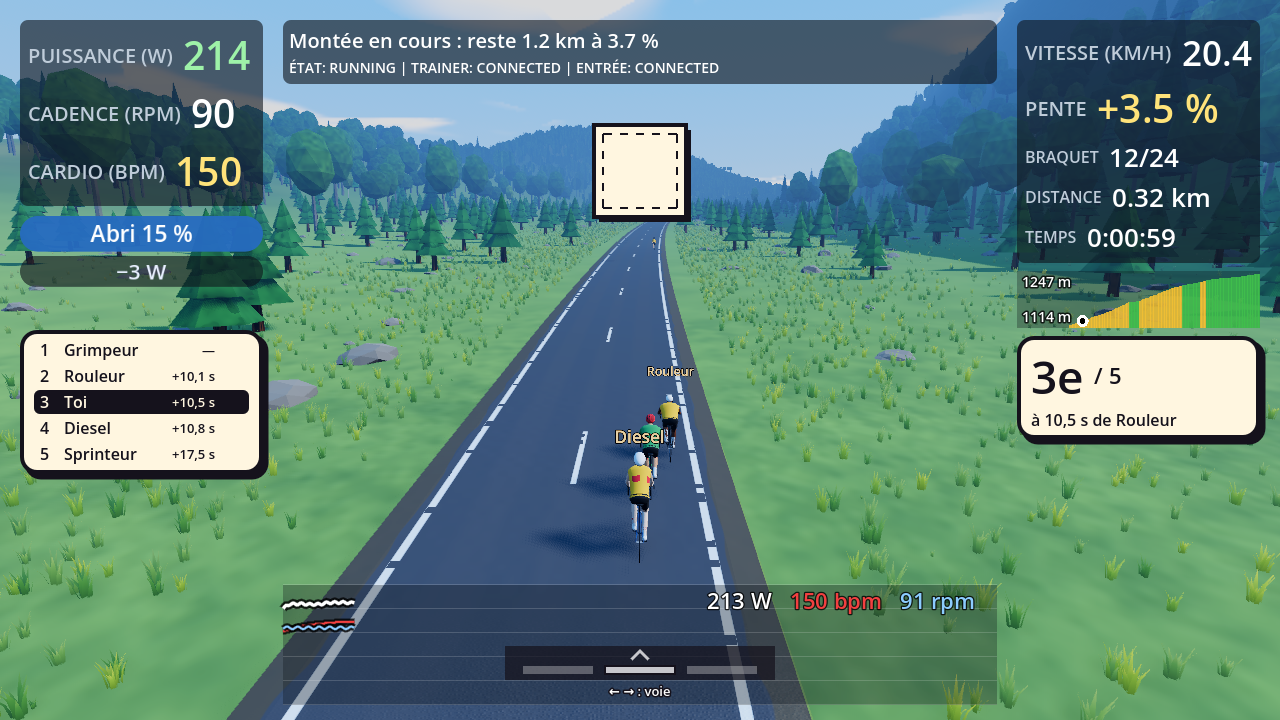 PUISSANCE (W) 214
CADENCE (RPM) 90
CARDIO (BPM) 150
Abri 15 %
−3 W
1 Grimpeur —
2 Rouleur +10,1 s
3 Toi +10,5 s
4 Diesel +10,8 s
5 Sprinteur +17,5 s
Montée en cours : reste 1.2 km à 3.7 %
ÉTAT: RUNNING | TRAINER: CONNECTED | ENTRÉE: CONNECTED
Rouleur
Diesel
213 W 150 bpm 91 rpm
← → : voie
VITESSE (KM/H) 20.4
PENTE +3.5 %
BRAQUET 12/24
DISTANCE 0.32 km
TEMPS 0:00:59
1247 m
1114 m
3e / 5
à 10,5 s de Rouleur